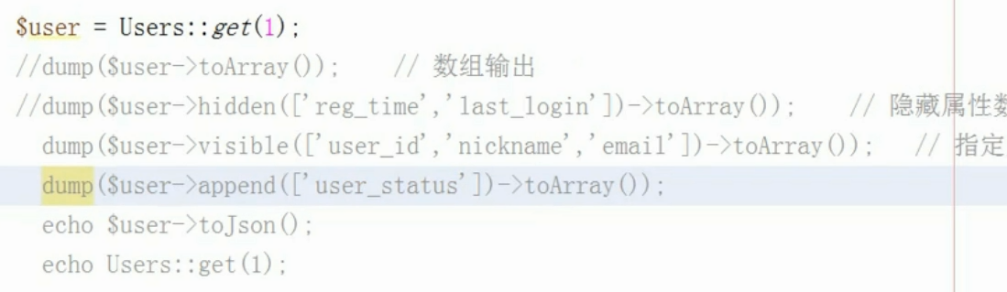 $user = Users::get(1);
//dump($user->toArray());    // 数组输出
//dump($user->hidden(['reg_time','last_login'])->toArray());    // 隐藏属性
dump($user->visible(['user_id','nickname','email'])->toArray());   // 指定
dump($user->append(['user_status'])->toArray());
echo $user->toJson();
echo Users::get(1);